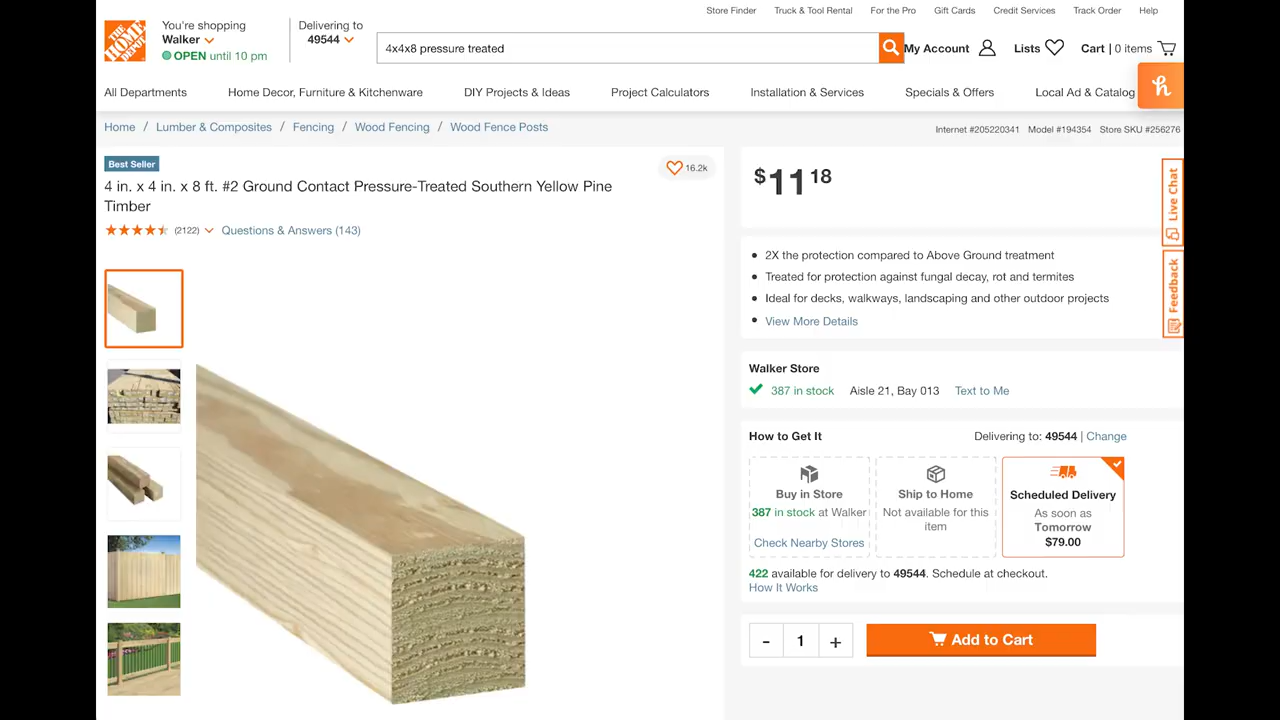 Store Finder Truck & Tool Rental For the Pro Gift Cards Credit Services Track Order Help
THE HOME DEPOT
You're shopping
Walker
OPEN until 10 pm
Delivering to
49544
4x4x8 pressure treated
My Account
Lists
Cart | 0 items
All Departments Home Decor, Furniture & Kitchenware DIY Projects & Ideas Project Calculators Installation & Services Specials & Offers Local Ad & Catalog
h
Home / Lumber & Composites / Fencing / Wood Fencing / Wood Fence Posts
Internet #205220341 Model #194354 Store SKU #256276
Best Seller
16.2k
4 in. x 4 in. x 8 ft. #2 Ground Contact Pressure-Treated Southern Yellow Pine
Timber
(2122) Questions & Answers (143)
$11 18
• 2X the protection compared to Above Ground treatment
• Treated for protection against fungal decay, rot and termites
• Ideal for decks, walkways, landscaping and other outdoor projects
• View More Details
Live Chat
Feedback
Walker Store
387 in stock Aisle 21, Bay 013 Text to Me
How to Get It
Delivering to: 49544 | Change
Buy in Store
387 in stock at Walker
Check Nearby Stores
Ship to Home
Not available for this
item
Scheduled Delivery
As soon as
Tomorrow
$79.00
422 available for delivery to 49544. Schedule at checkout.
How It Works
- 1 +
Add to Cart